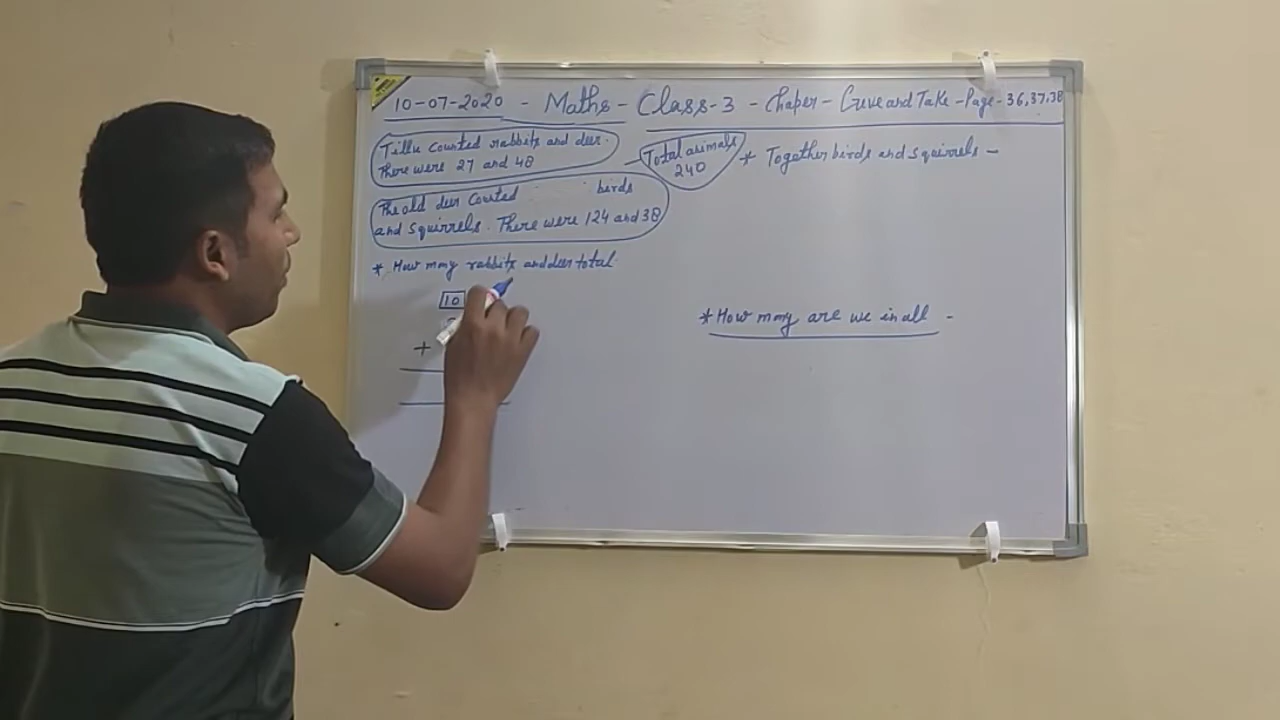 10-07-2020 - Maths - Class-3 - Chaper - Give and Take - Page - 36,37,38
Tillu counted rabbits and deer.
There were 27 and 48
Total animals
240
The old deer counted birds
and squirrels. There were 124 and 38
* How many rabbits and deer total
10
+
* Together birds and squirrels -
* How many are we in all -